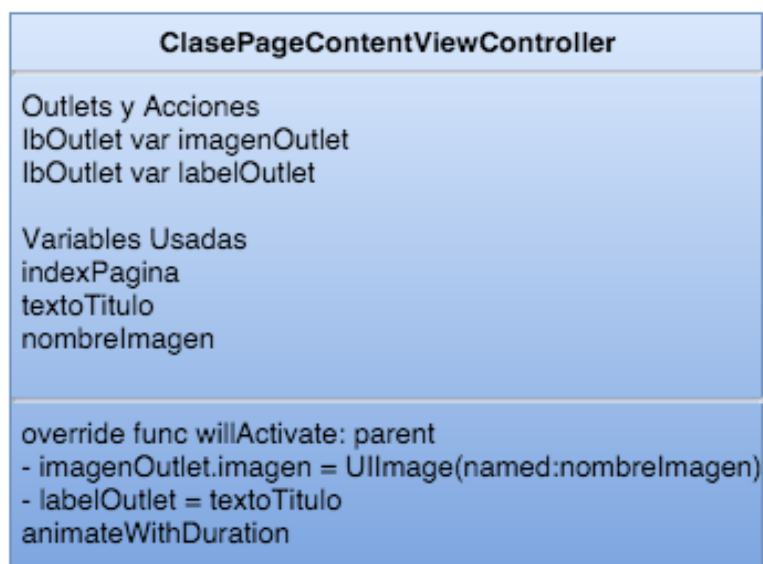 ClasePageContentViewController
Outlets y Acciones
IbOutlet var imagenOutlet
IbOutlet var labelOutlet
Variables Usadas
indexPagina
textoTitulo
nombreImagen
override func willActivate: parent
- imagenOutlet.imagen = UIImage(named:nombreImagen)
- labelOutlet = textoTitulo
animateWithDuration